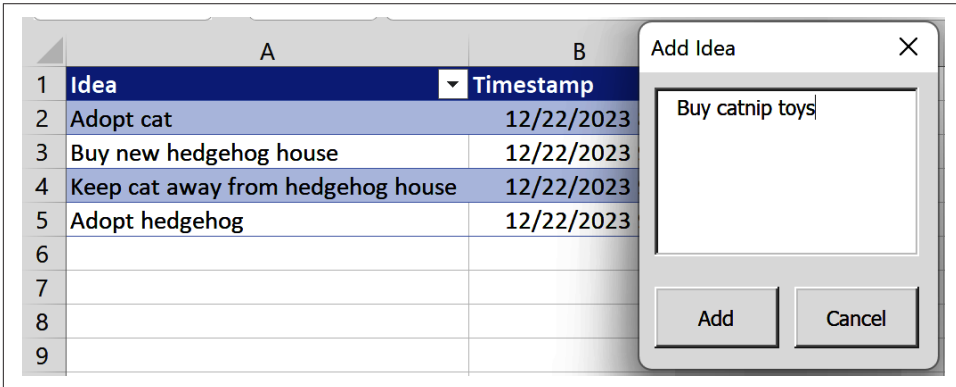 A B
1 Idea Timestamp
2 Adopt cat 12/22/2023
3 Buy new hedgehog house 12/22/2023
4 Keep cat away from hedgehog house 12/22/2023
5 Adopt hedgehog 12/22/2023
6
7
8
9
Add Idea
Buy catnip toys
Add Cancel